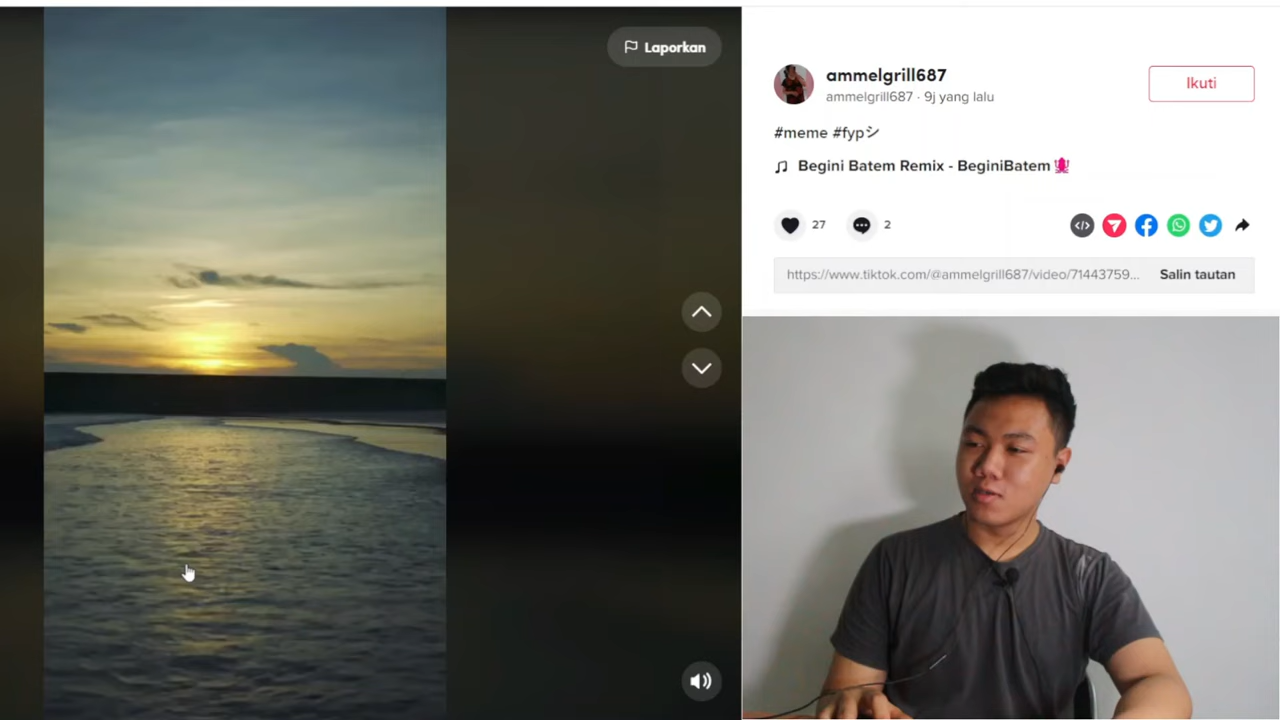 Laporkan
ammelgrill687
ammelgrill687 · 9j yang lalu
Ikuti
#meme #fypシ
Begini Batem Remix - BeginiBatem
27
2
https://www.tiktok.com/@ammelgrill687/video/71443759...
Salin tautan